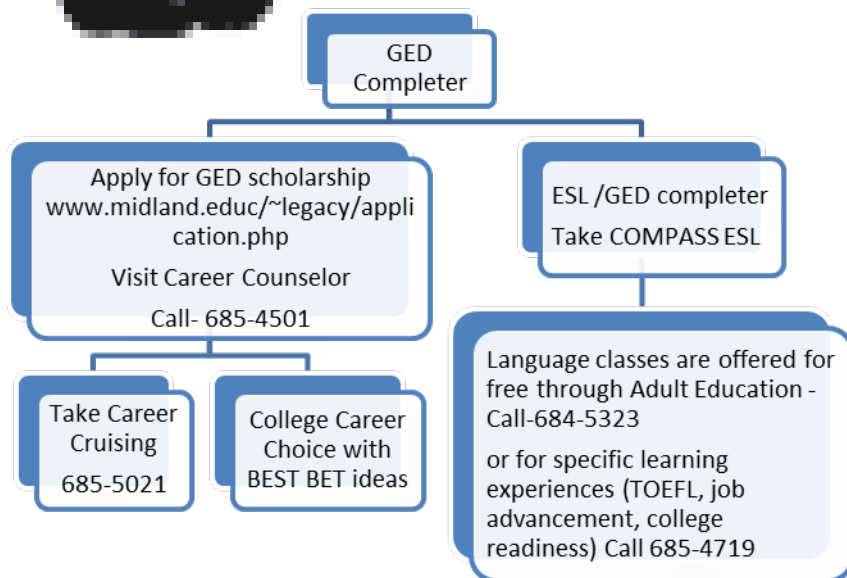 GED
Completer
Apply for GED scholarship
www.midland.educ/~legacy/appli
cation.php
Visit Career Counselor
Call- 685-4501
ESL /GED completer
Take COMPASS ESL
Take Career
Cruising
685-5021
College Career
Choice with
BEST BET ideas
Language classes are offered for
free through Adult Education -
Call-684-5323
or for specific learning
experiences (TOEFL, job
advancement, college
readiness) Call 685-4719